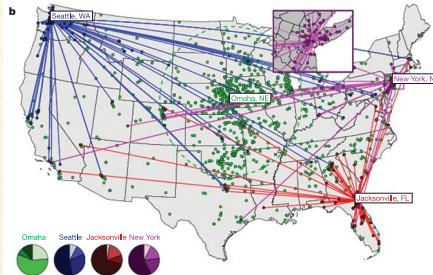 b
Seattle, WA
New York, N
Omaha, NE
Jacksonville, FL
Omaha Seattle Jacksonville New York